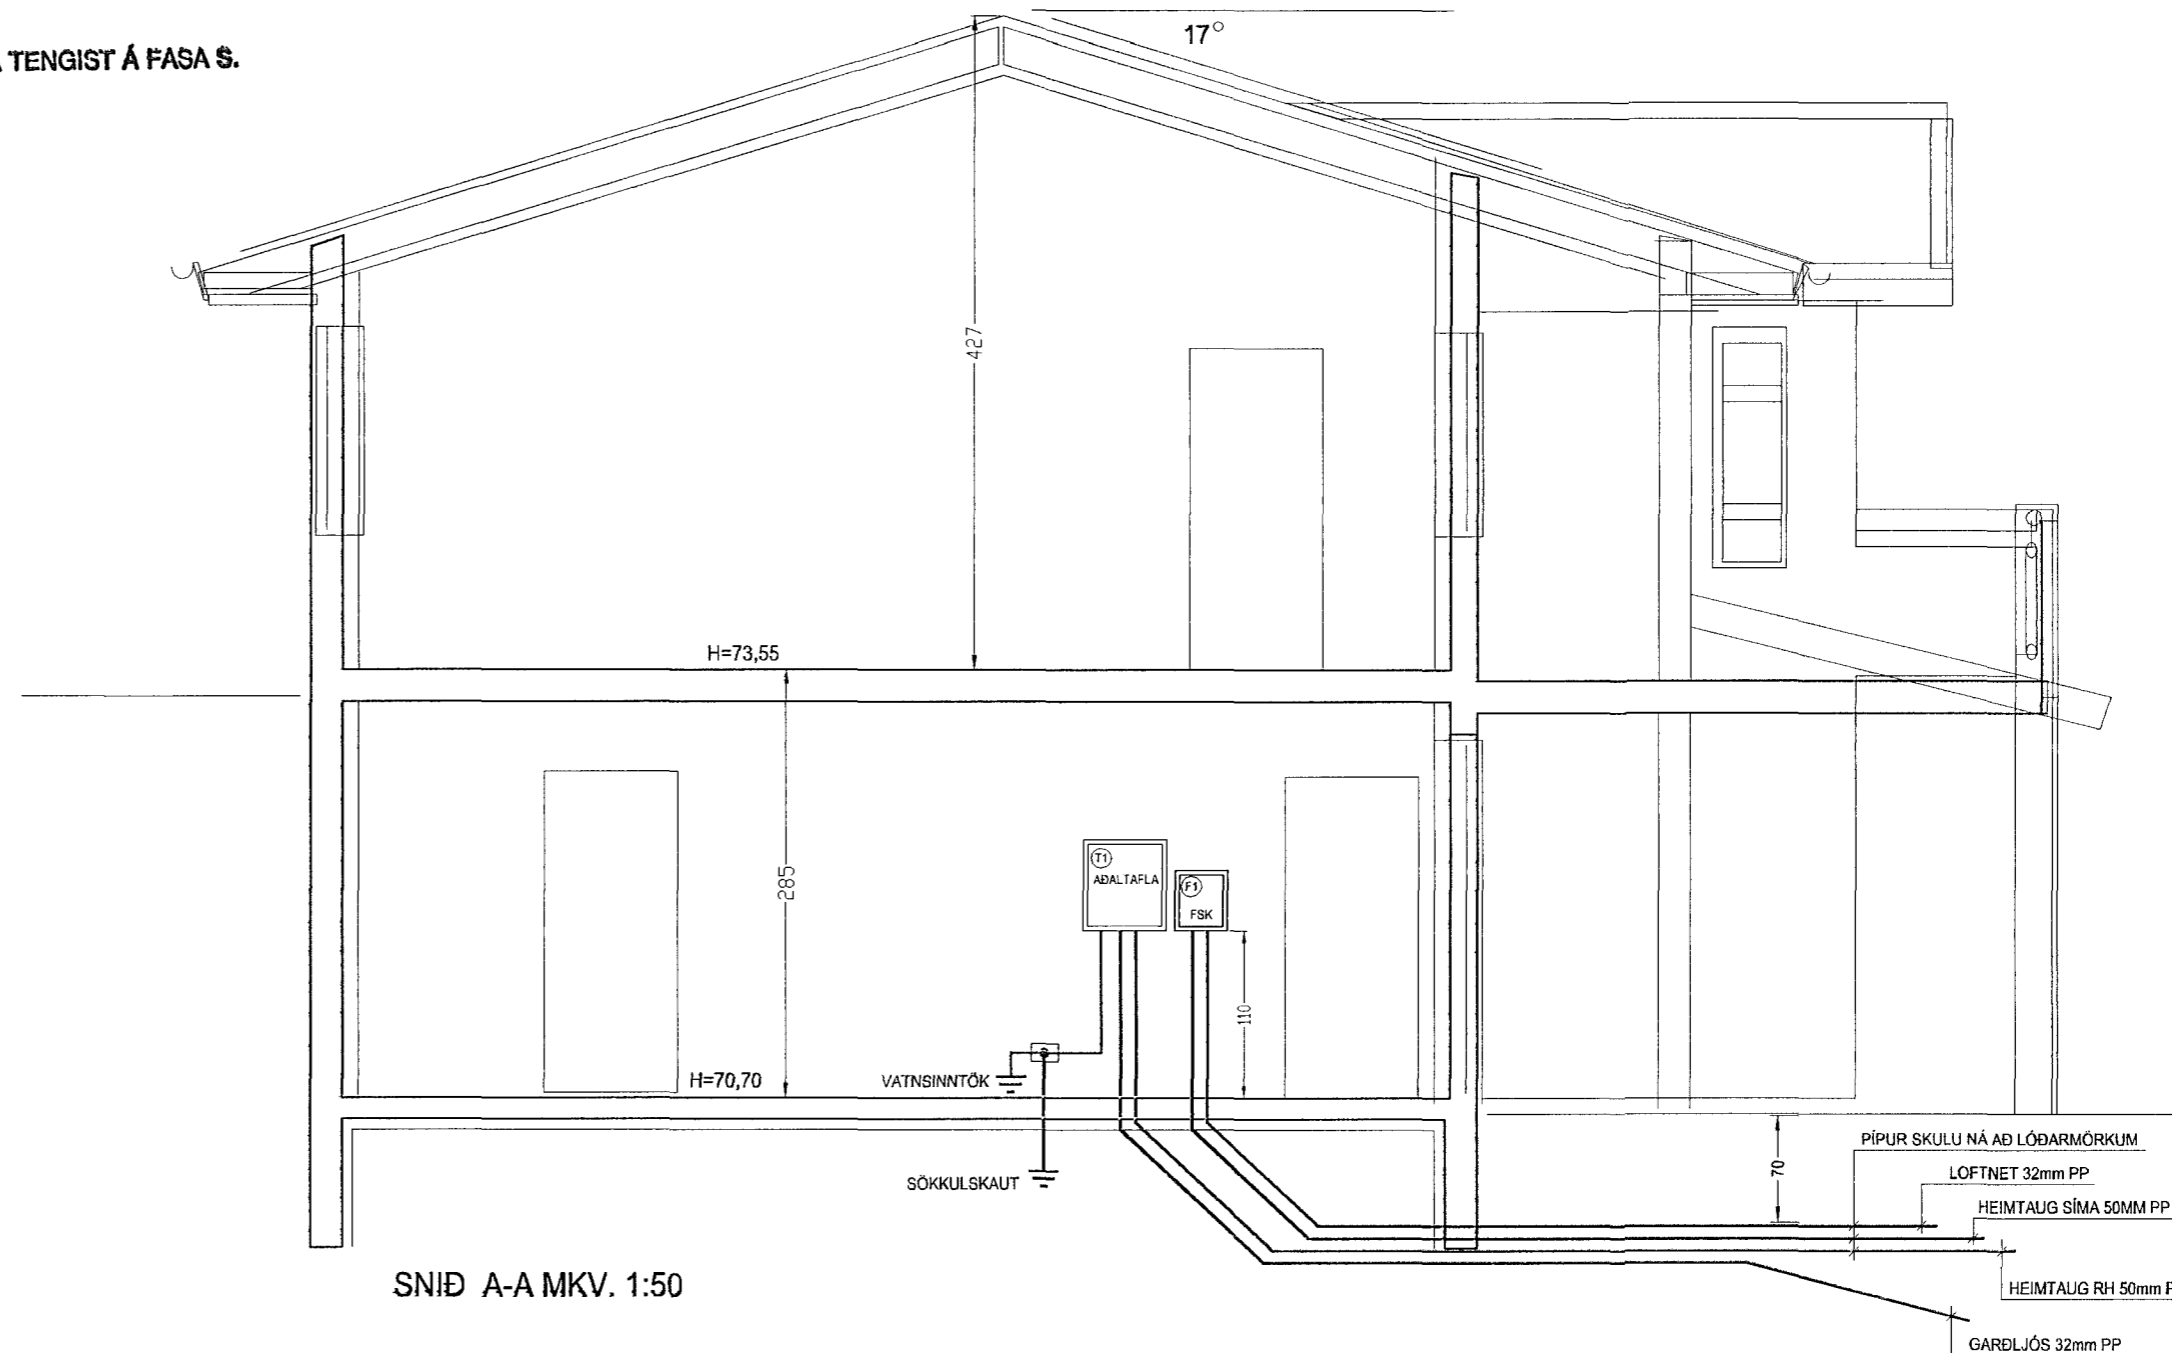 TENGIST Á FASA S.
17°
427
H=73,55
285
T1
AÐALTAFLA
F1
FSK
110
H=70,70
VATNSINNTÖK
SÖKKULSKAUT
70
PÍPUR SKULU NÁ AÐ LÓÐARMÖRKUM
LOFTNET 32mm PP
HEIMTAUG SÍMA 50MM PP
HEIMTAUG RH 50mm P
GARÐLJÓS 32mm PP
SNIÐ A-A MKV. 1:50